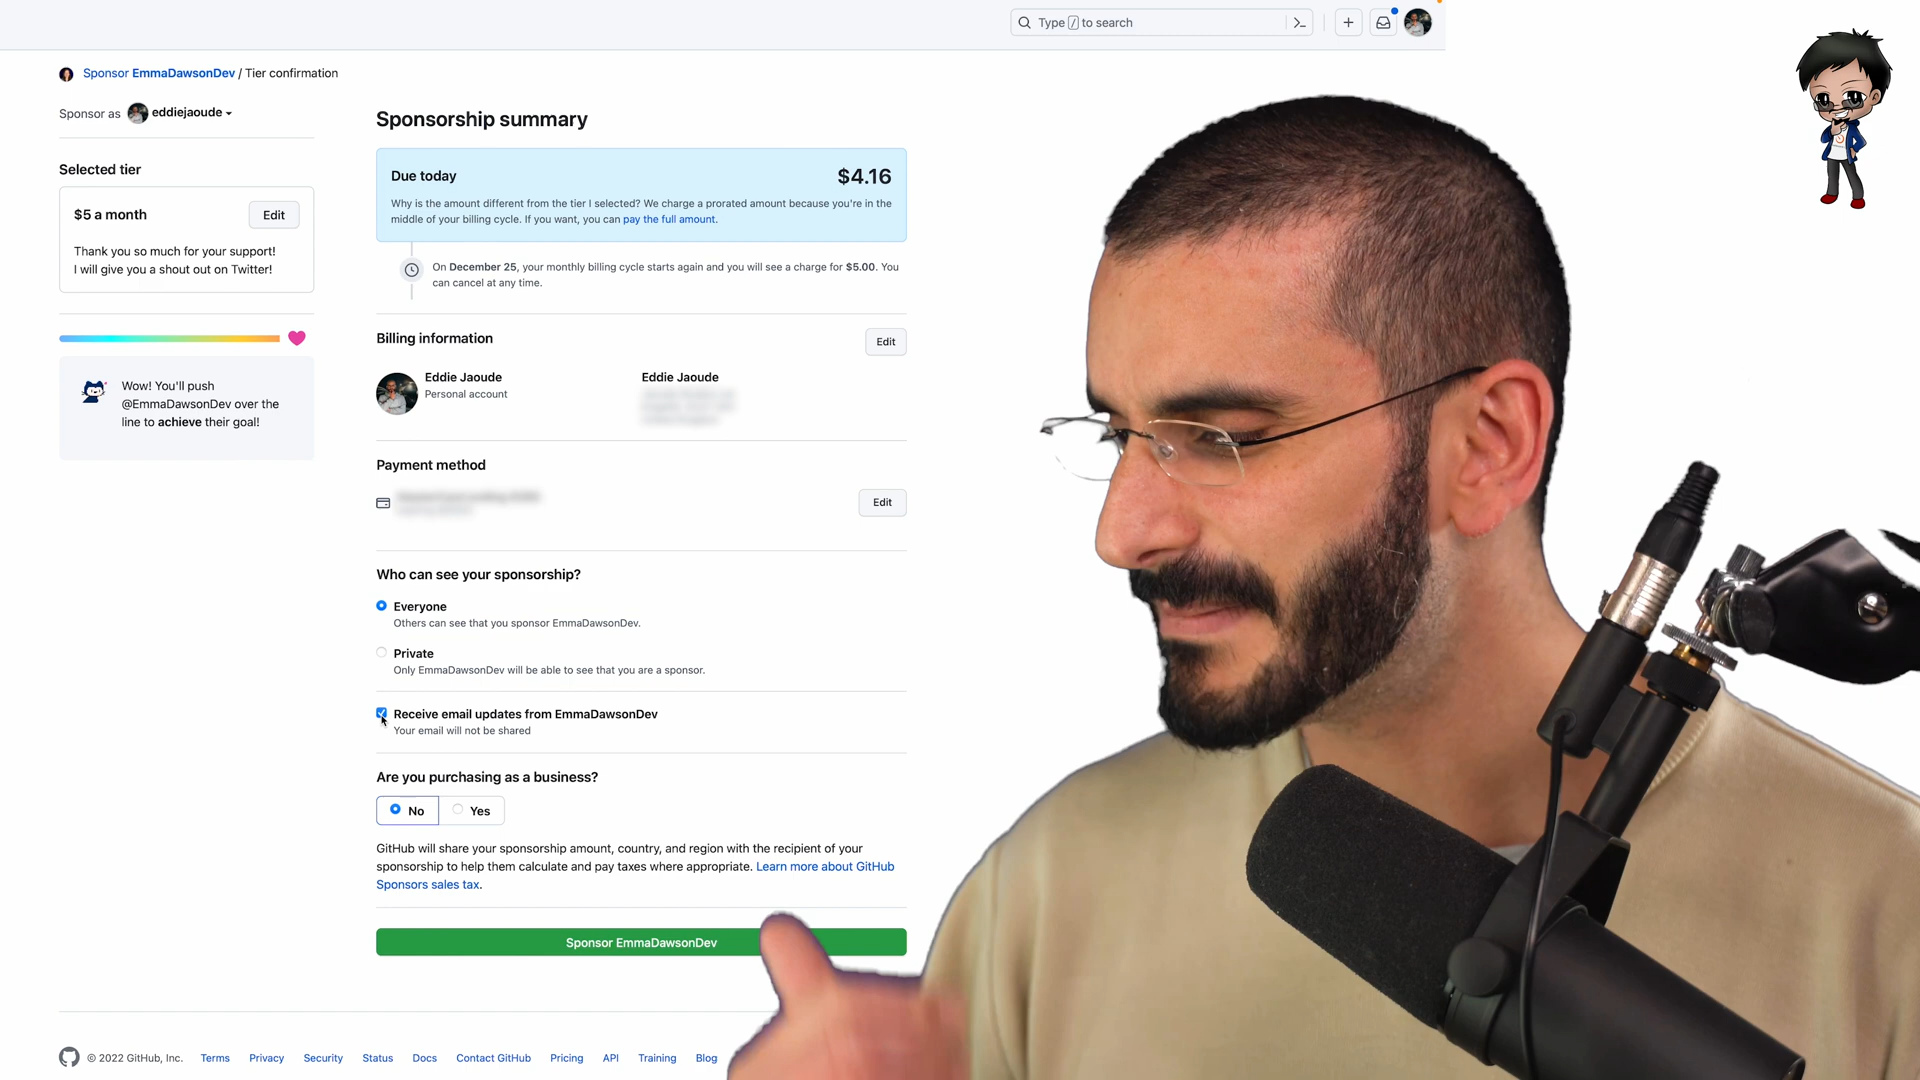 Type / to search
Sponsor EmmaDawsonDev / Tier confirmation
Sponsor as eddiejaoude
Selected tier
$5 a month
Edit
Thank you so much for your support!
I will give you a shout out on Twitter!
Wow! You'll push
@EmmaDawsonDev over the
line to achieve their goal!
Sponsorship summary
Due today
$4.16
Why is the amount different from the tier I selected? We charge a prorated amount because you're in the
middle of your billing cycle. If you want, you can pay the full amount.
On December 25, your monthly billing cycle starts again and you will see a charge for $5.00. You
can cancel at any time.
Billing information
Edit
Eddie Jaoude
Personal account
Eddie Jaoude
Payment method
Edit
Who can see your sponsorship?
Everyone
Others can see that you sponsor EmmaDawsonDev.
Private
Only EmmaDawsonDev will be able to see that you are a sponsor.
Receive email updates from EmmaDawsonDev
Your email will not be shared
Are you purchasing as a business?
No
Yes
GitHub will share your sponsorship amount, country, and region with the recipient of your
sponsorship to help them calculate and pay taxes where appropriate. Learn more about GitHub
Sponsors sales tax.
Sponsor EmmaDawsonDev
© 2022 GitHub, Inc.
Terms
Privacy
Security
Status
Docs
Contact GitHub
Pricing
API
Training
Blog